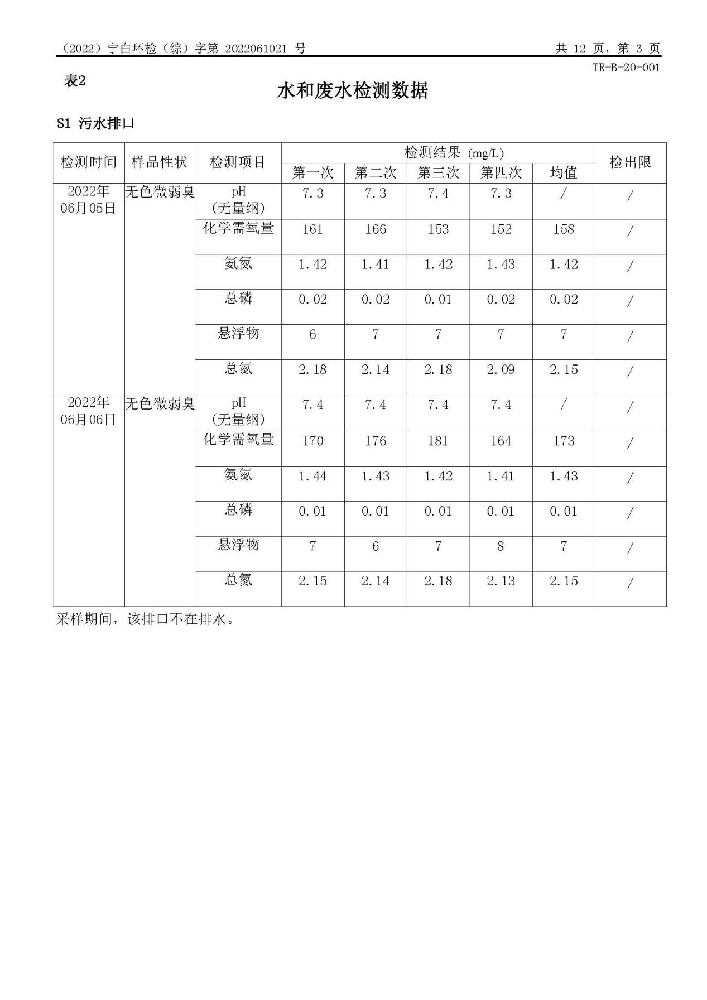 （2022）宁白环检（综）字第 2022061021 号 共 12 页，第 3 页
TR-B-20-001
表2
水和废水检测数据
S1 污水排口
检测时间 样品性状 检测项目 检测结果 (mg/L) 检出限
第一次 第二次 第三次 第四次 均值
2022年 无色微弱臭 pH 7.3 7.3 7.4 7.3 / /
06月05日 (无量纲)
化学需氧量 161 166 153 152 158 /
氨氮 1.42 1.41 1.42 1.43 1.42 /
总磷 0.02 0.02 0.01 0.02 0.02 /
悬浮物 6 7 7 7 7 /
总氮 2.18 2.14 2.18 2.09 2.15 /
2022年 无色微弱臭 pH 7.4 7.4 7.4 7.4 / /
06月06日 (无量纲)
化学需氧量 170 176 181 164 173 /
氨氮 1.44 1.43 1.42 1.41 1.43 /
总磷 0.01 0.01 0.01 0.01 0.01 /
悬浮物 7 6 7 8 7 /
总氮 2.15 2.14 2.18 2.13 2.15 /
采样期间，该排口不在排水。